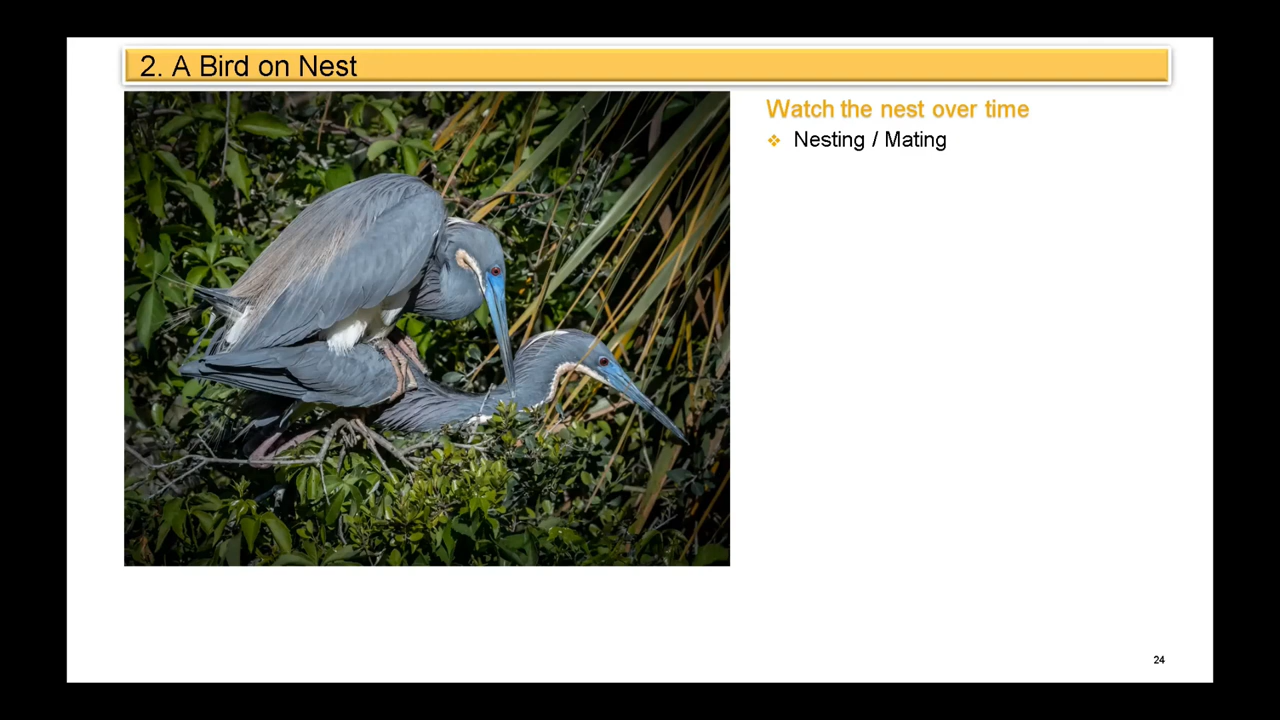 2. A Bird on Nest
Watch the nest over time
❖ Nesting / Mating
24